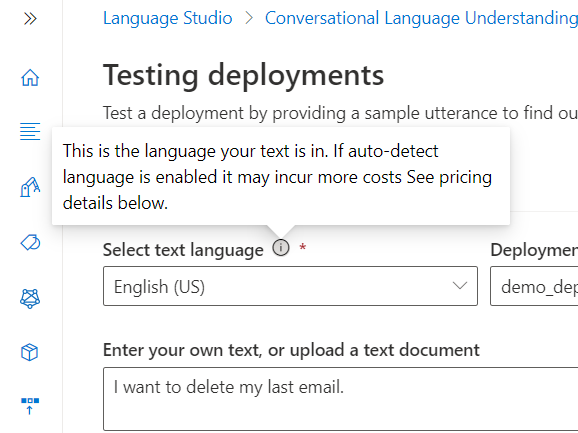 Language Studio > Conversational Language Understanding
Testing deployments
Test a deployment by providing a sample utterance to find ou
This is the language your text is in. If auto-detect
language is enabled it may incur more costs See pricing
details below.
Select text language * Deploymen
English (US) demo_dep
Enter your own text, or upload a text document
I want to delete my last email.